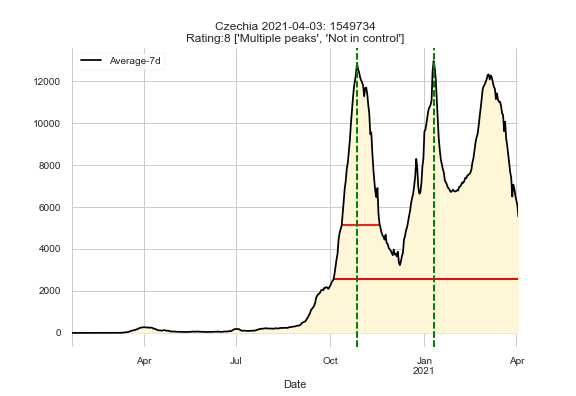 Czechia 2021-04-03: 1549734
Rating:8 ['Multiple peaks', 'Not in control']
Average-7d
12000
10000
8000
6000
4000
2000
0
Apr
Jul
Oct
Jan
2021
Apr
Date